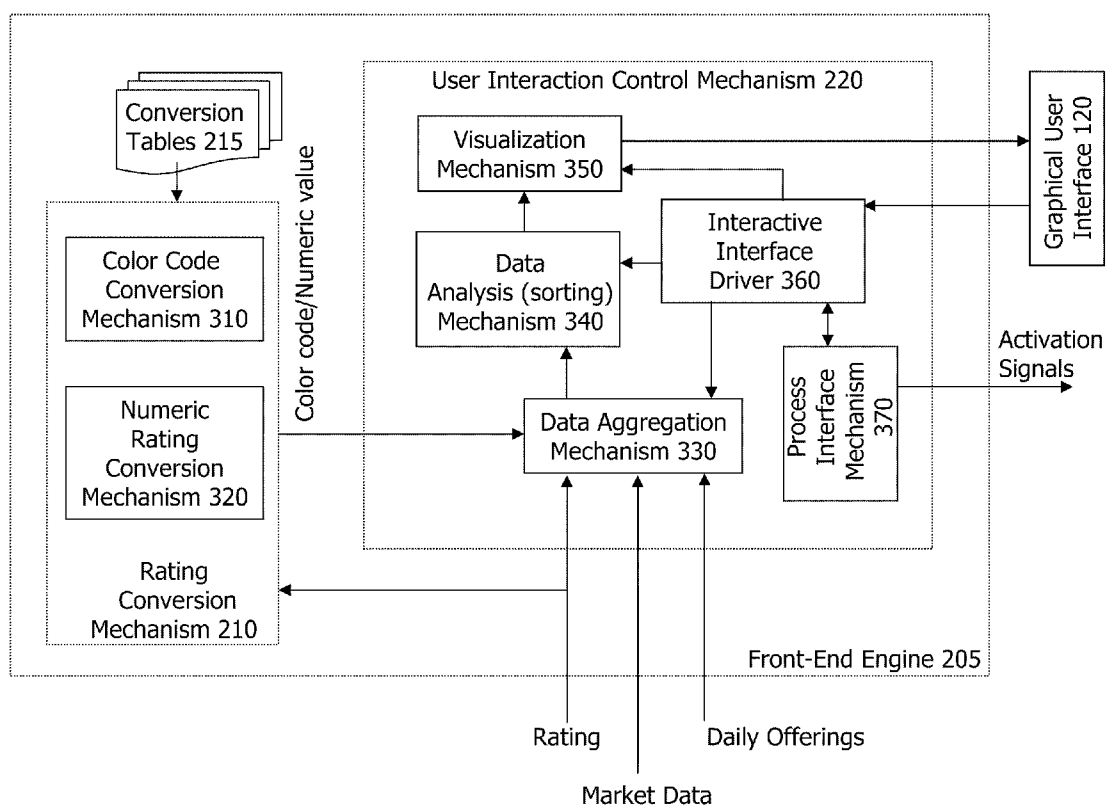 Conversion
Tables 215
User Interaction Control Mechanism 220
Visualization
Mechanism 350
Graphical User
Interface 120
Interactive
Interface
Driver 360
Color Code
Conversion
Mechanism 310
Color code/Numeric value
Data
Analysis (sorting)
Mechanism 340
Activation
Signals
Process
Interface
Mechanism
370
Numeric
Rating
Conversion
Mechanism 320
Data Aggregation
Mechanism 330
Rating
Conversion
Mechanism 210
Front-End Engine 205
Rating
Daily Offerings
Market Data